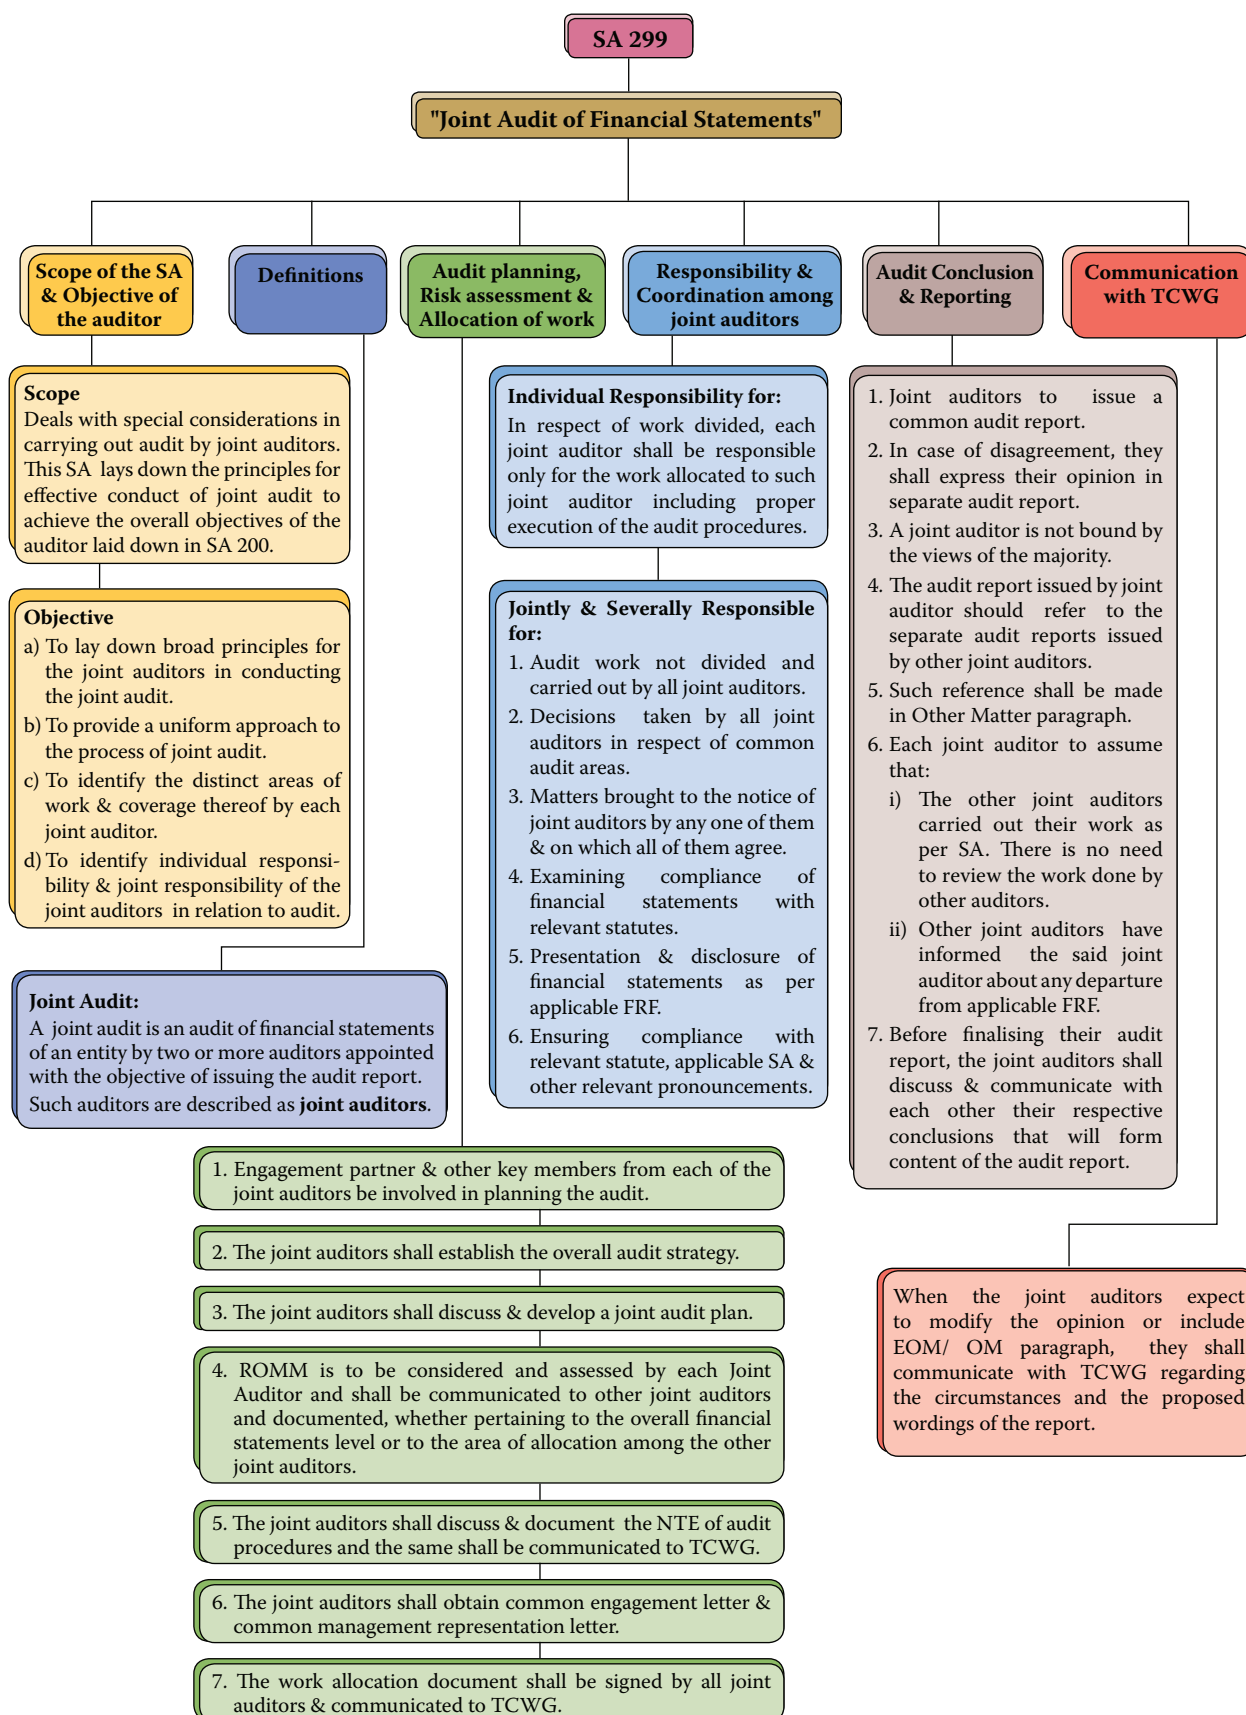 SA 299
"Joint Audit of Financial Statements"
Scope of the SA
& Objective of
the auditor
Definitions
Audit planning,
Risk assessment &
Allocation of work
Responsibility &
Coordination among
joint auditors
Audit Conclusion
& Reporting
Communication
with TCWG
Scope
Deals with special considerations in
carrying out audit by joint auditors.
This SA lays down the principles for
effective conduct of joint audit to
achieve the overall objectives of the
auditor laid down in SA 200.
Objective
a) To lay down broad principles for
the joint auditors in conducting
the joint audit.
b) To provide a uniform approach to
the process of joint audit.
c) To identify the distinct areas of
work & coverage thereof by each
joint auditor.
d) To identify individual responsi-
bility & joint responsibility of the
joint auditors in relation to audit.
Joint Audit:
A joint audit is an audit of financial statements
of an entity by two or more auditors appointed
with the objective of issuing the audit report.
Such auditors are described as joint auditors.
Individual Responsibility for:
In respect of work divided, each
joint auditor shall be responsible
only for the work allocated to such
joint auditor including proper
execution of the audit procedures.
Jointly & Severally Responsible
for:
1. Audit work not divided and
carried out by all joint auditors.
2. Decisions taken by all joint
auditors in respect of common
audit areas.
3. Matters brought to the notice of
joint auditors by any one of them
& on which all of them agree.
4. Examining compliance of
financial statements with
relevant statutes.
5. Presentation & disclosure of
financial statements as per
applicable FRF.
6. Ensuring compliance with
relevant statute, applicable SA &
other relevant pronouncements.
1. Joint auditors to issue a
common audit report.
2. In case of disagreement, they
shall express their opinion in
separate audit report.
3. A joint auditor is not bound by
the views of the majority.
4. The audit report issued by joint
auditor should refer to the
separate audit reports issued
by other joint auditors.
5. Such reference shall be made
in Other Matter paragraph.
6. Each joint auditor to assume
that:
i) The other joint auditors
carried out their work as
per SA. There is no need
to review the work done by
other auditors.
ii) Other joint auditors have
informed the said joint
auditor about any departure
from applicable FRF.
7. Before finalising their audit
report, the joint auditors shall
discuss & communicate with
each other their respective
conclusions that will form
content of the audit report.
1. Engagement partner & other key members from each of the
joint auditors be involved in planning the audit.
2. The joint auditors shall establish the overall audit strategy.
3. The joint auditors shall discuss & develop a joint audit plan.
4. ROMM is to be considered and assessed by each Joint
Auditor and shall be communicated to other joint auditors
and documented, whether pertaining to the overall financial
statements level or to the area of allocation among the other
joint auditors.
5. The joint auditors shall discuss & document the NTE of audit
procedures and the same shall be communicated to TCWG.
6. The joint auditors shall obtain common engagement letter &
common management representation letter.
7. The work allocation document shall be signed by all joint
auditors & communicated to TCWG.
When the joint auditors expect
to modify the opinion or include
EOM/ OM paragraph, they shall
communicate with TCWG regarding
the circumstances and the proposed
wordings of the report.